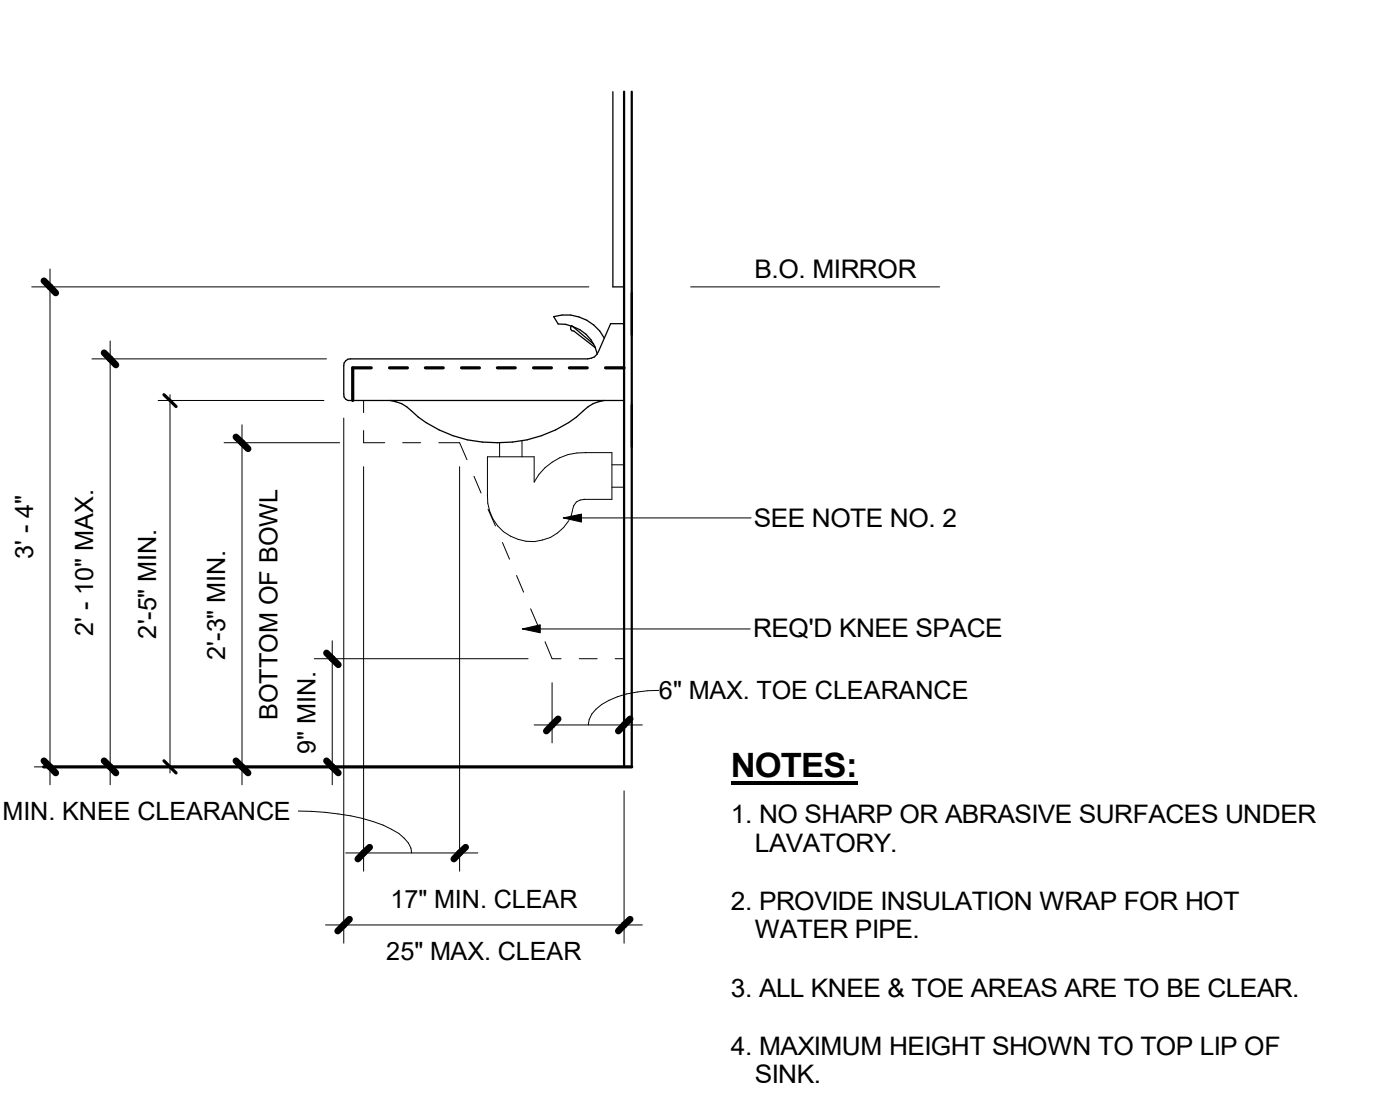 B.O. MIRROR
3' - 4"
2' - 10" MAX.
2'-5" MIN.
2'-3" MIN.
BOTTOM OF BOWL
9" MIN.
SEE NOTE NO. 2
REQ'D KNEE SPACE
6" MAX. TOE CLEARANCE
MIN. KNEE CLEARANCE
17" MIN. CLEAR
25" MAX. CLEAR
NOTES:
1. NO SHARP OR ABRASIVE SURFACES UNDER
LAVATORY.
2. PROVIDE INSULATION WRAP FOR HOT
WATER PIPE.
3. ALL KNEE & TOE AREAS ARE TO BE CLEAR.
4. MAXIMUM HEIGHT SHOWN TO TOP LIP OF
SINK.